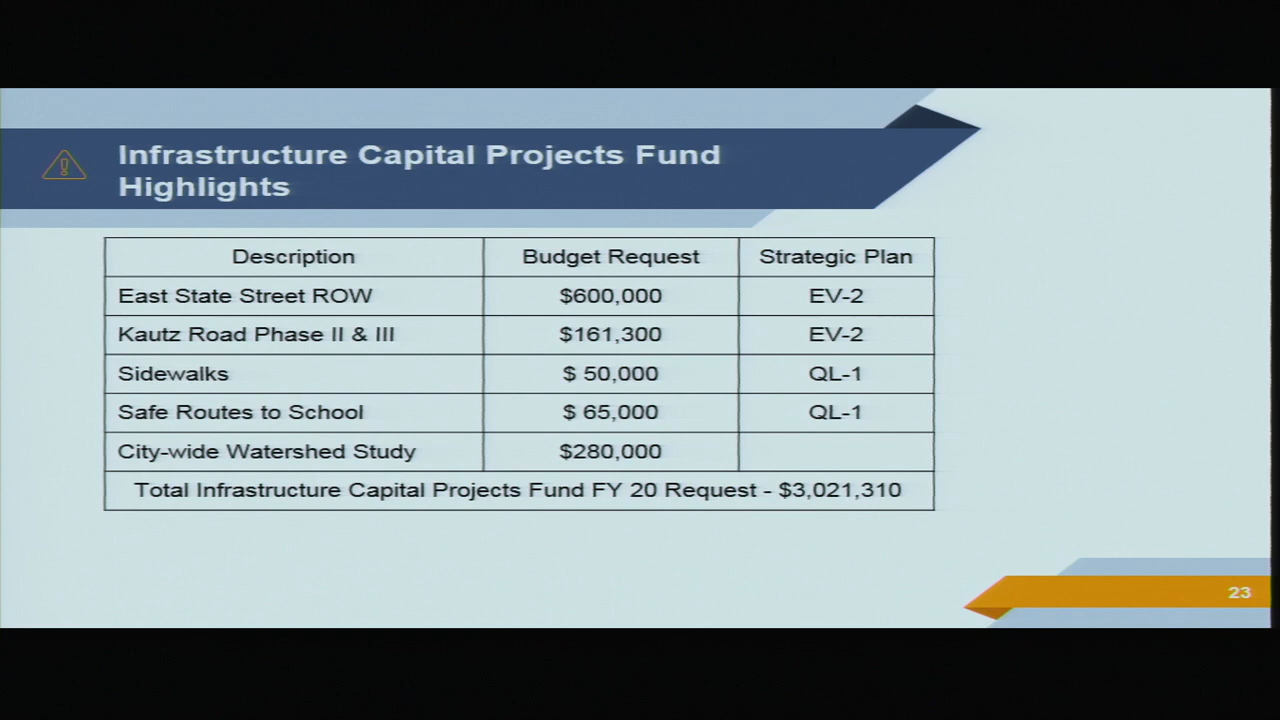 Infrastructure Capital Projects Fund
Highlights
Description Budget Request Strategic Plan
East State Street ROW $600,000 EV-2
Kautz Road Phase II & III $161,300 EV-2
Sidewalks $ 50,000 QL-1
Safe Routes to School $ 65,000 QL-1
City-wide Watershed Study $280,000
Total Infrastructure Capital Projects Fund FY 20 Request - $3,021,310
23